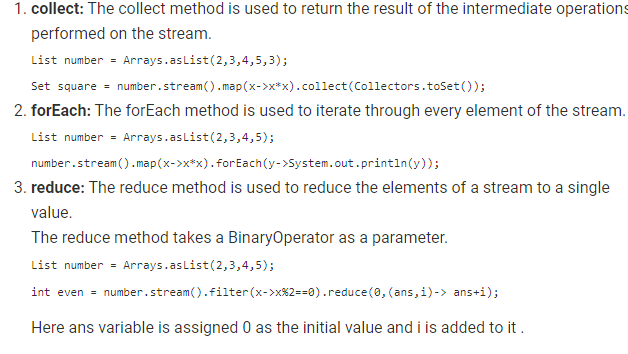 1. collect: The collect method is used to return the result of the intermediate operations
performed on the stream.
List number = Arrays.asList(2,3,4,5,3);
Set square = number.stream().map(x->x*x).collect(Collectors.toSet());
2. forEach: The forEach method is used to iterate through every element of the stream.
List number = Arrays.asList(2,3,4,5);
number.stream().map(x->x*x).forEach(y->System.out.println(y));
3. reduce: The reduce method is used to reduce the elements of a stream to a single
value.
The reduce method takes a BinaryOperator as a parameter.
List number = Arrays.asList(2,3,4,5);
int even = number.stream().filter(x->x%2==0).reduce(0,(ans,i)-> ans+i);
Here ans variable is assigned 0 as the initial value and i is added to it .